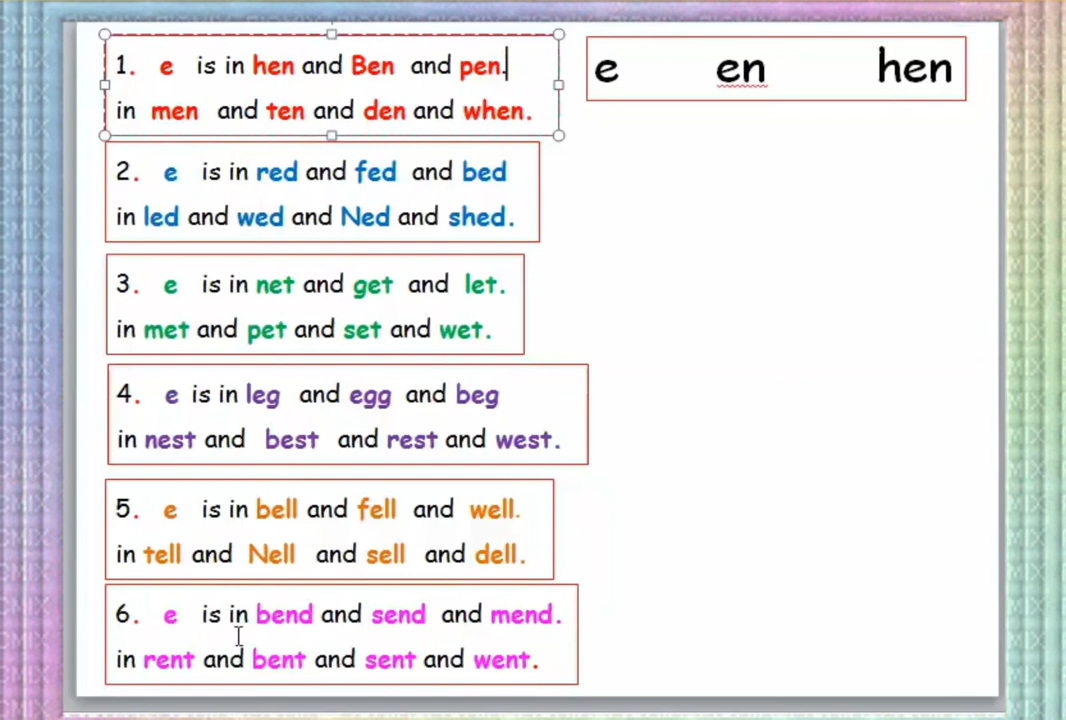 1. e is in hen and Ben and pen.
in men and ten and den and when.
e en hen
2. e is in red and fed and bed
in led and wed and Ned and shed.
3. e is in net and get and let.
in met and pet and set and wet.
4. e is in leg and egg and beg
in nest and best and rest and west.
5. e is in bell and fell and well.
in tell and Nell and sell and dell.
6. e is in bend and send and mend.
in rent and bent and sent and went.